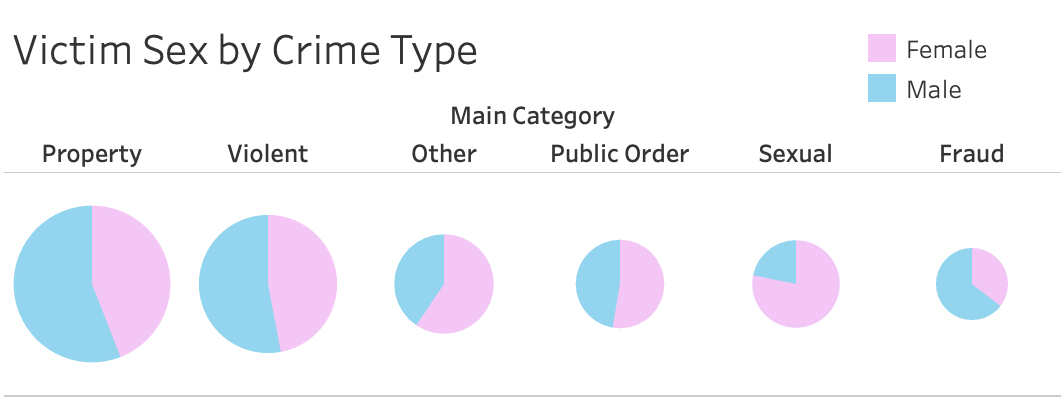 Victim Sex by Crime Type
Female
Male
Main Category
Property Violent Other Public Order Sexual Fraud